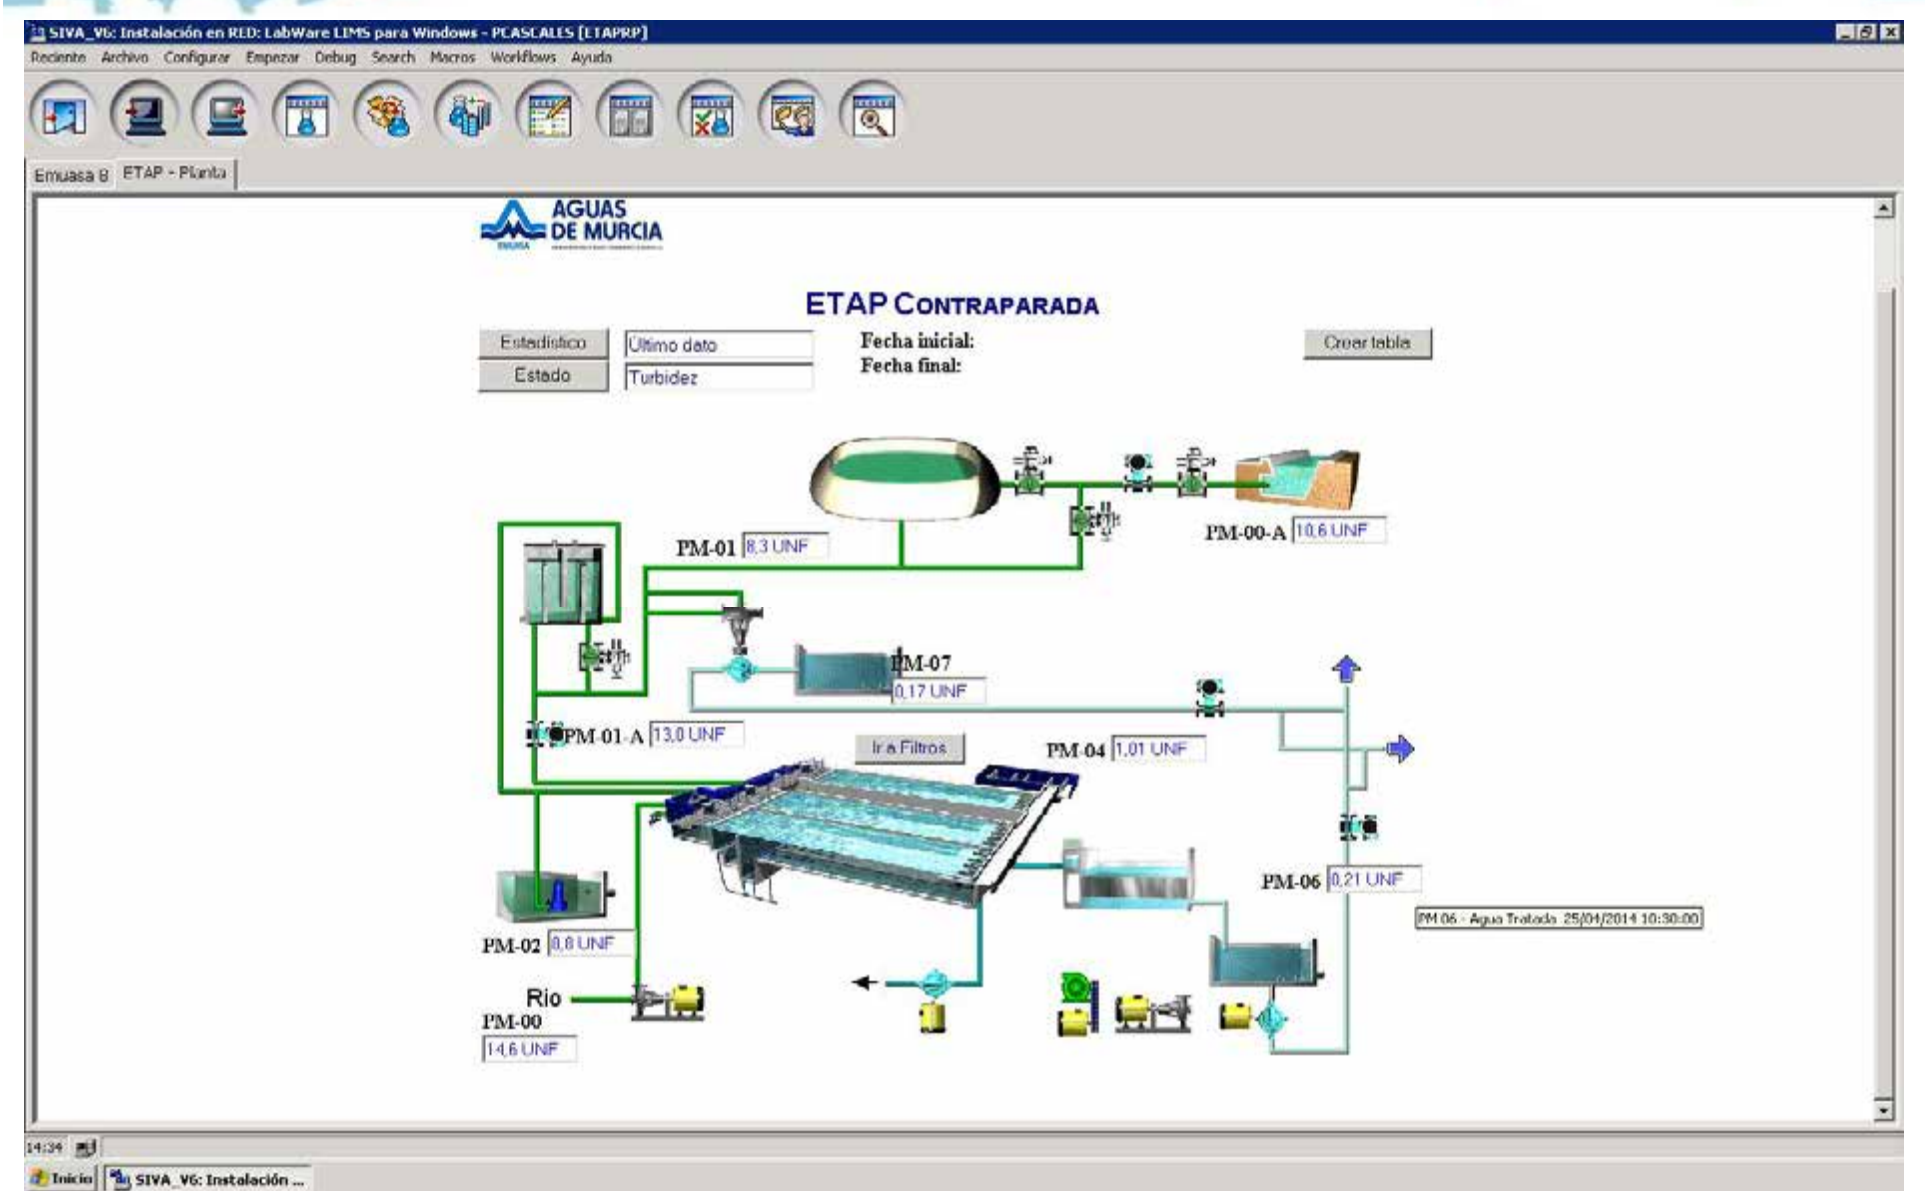 SIVA_V6: Instalación en RED: LabWare LIMS para Windows - PCASCALES [ETAPRP]
Reciente Archivo Configurar Empezar Debug Search Macros Workflows Ayuda
Emuasa B ETAP - Planta
AGUAS
DE MURCIA
EMUASA
ETAP CONTRAPARADA
Estadístico Último dato Fecha inicial: Crear tabla
Estado Turbidez Fecha final:
PM-00-A 10,6 UNF
PM-01 8,3 UNF
PM-07
0,17 UNF
PM-01-A 13,0 UNF
Ir a Filtros
PM-04 1,01 UNF
PM-06 0,21 UNF
PM 06 - Agua Tratada 25/04/2014 10:30:00
PM-02 8,8 UNF
Rio
PM-00
14,6 UNF
14:34
Inicio SIVA_V6: Instalación ...